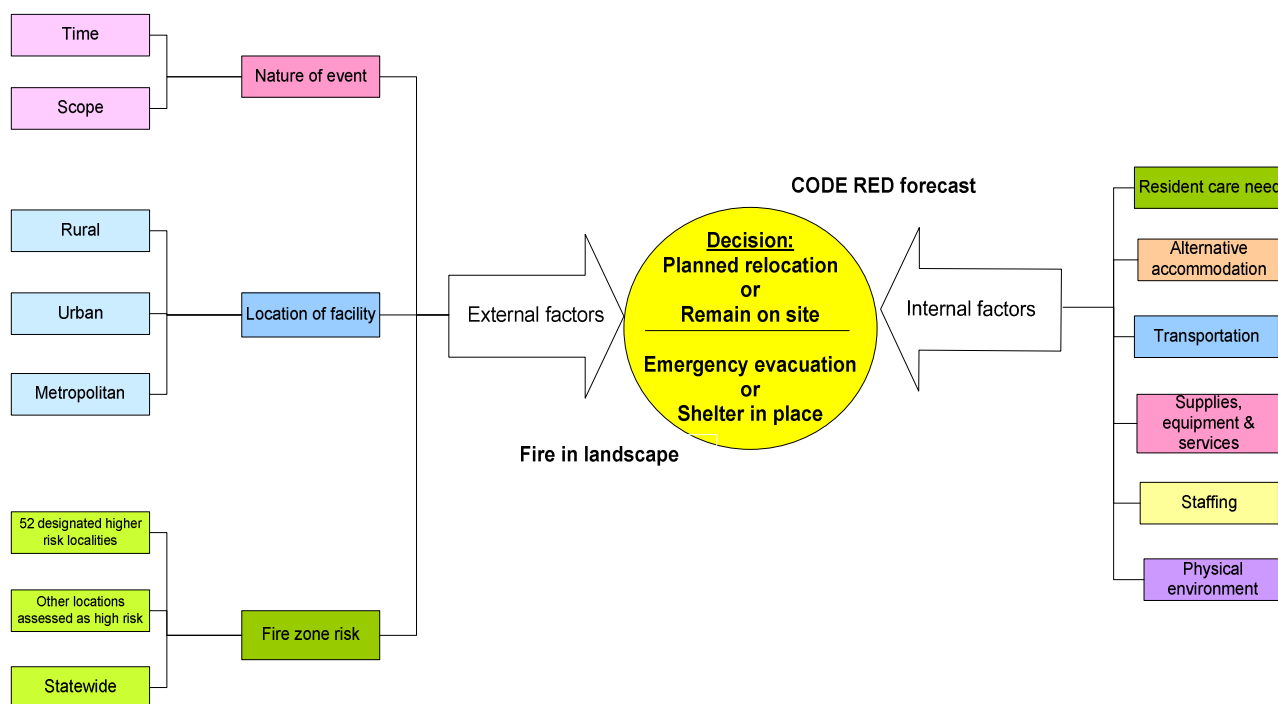 Time
Scope
Nature of event
Rural
Urban
Metropolitan
Location of facility
52 designated higher
risk localities
Other locations
assessed as high risk
Statewide
Fire zone risk
External factors
CODE RED forecast
Decision:
Planned relocation
or
Remain on site
Emergency evacuation
or
Shelter in place
Fire in landscape
Internal factors
Resident care need
Alternative
accommodation
Transportation
Supplies,
equipment &
services
Staffing
Physical
environment